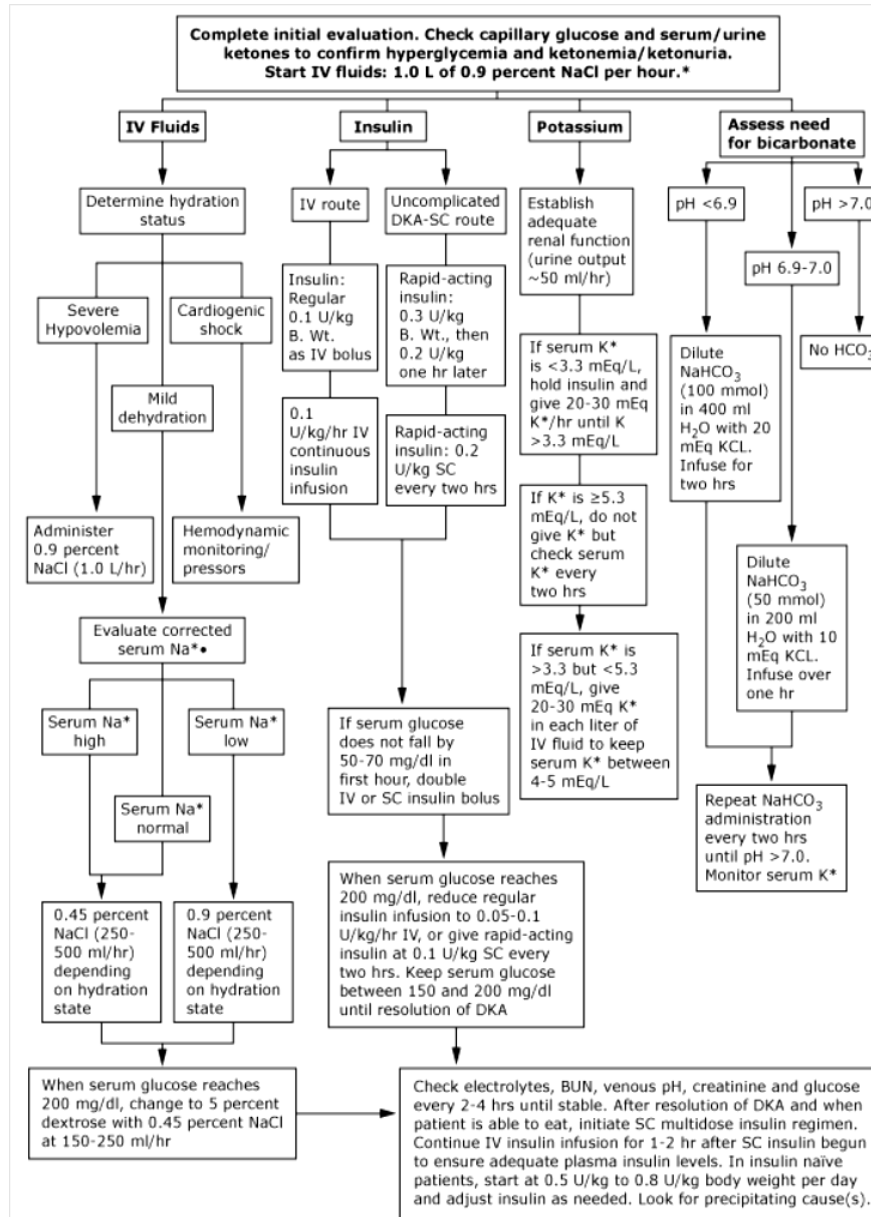 Complete initial evaluation. Check capillary glucose and serum/urine
ketones to confirm hyperglycemia and ketonemia/ketonuria.
Start IV fluids: 1.0 L of 0.9 percent NaCl per hour.*
IV Fluids
Determine hydration
status
Severe
Hypovolemia
Cardiogenic
shock
Mild
dehydration
Administer
0.9 percent
NaCl (1.0 L/hr)
Hemodynamic
monitoring/
pressors
Evaluate corrected
serum Na*•
Serum Na*
high
Serum Na*
low
Serum Na*
normal
0.45 percent
NaCl (250-
500 ml/hr)
depending
on hydration
state
0.9 percent
NaCl (250-
500 ml/hr)
depending
on hydration
state
When serum glucose reaches
200 mg/dl, change to 5 percent
dextrose with 0.45 percent NaCl
at 150-250 ml/hr
Insulin
IV route
Uncomplicated
DKA-SC route
Insulin:
Regular
0.1 U/kg
B. Wt.
as IV bolus
Rapid-acting
insulin:
0.3 U/kg
B. Wt., then
0.2 U/kg
one hr later
0.1
U/kg/hr IV
continuous
insulin
infusion
Rapid-acting
insulin: 0.2
U/kg SC
every two hrs
If serum glucose
does not fall by
50-70 mg/dl in
first hour, double
IV or SC insulin bolus
When serum glucose reaches
200 mg/dl, reduce regular
insulin infusion to 0.05-0.1
U/kg/hr IV, or give rapid-acting
insulin at 0.1 U/kg SC every
two hrs. Keep serum glucose
between 150 and 200 mg/dl
until resolution of DKA
Potassium
Establish
adequate
renal function
(urine output
~50 ml/hr)
If serum K*
is <3.3 mEq/L,
hold insulin and
give 20-30 mEq
K*/hr until K
>3.3 mEq/L
If K* is ≥5.3
mEq/L, do not
give K* but
check serum
K* every
two hrs
If serum K* is
>3.3 but <5.3
mEq/L, give
20-30 mEq K*
in each liter of
IV fluid to keep
serum K* between
4-5 mEq/L
Assess need
for bicarbonate
pH <6.9
pH >7.0
pH 6.9-7.0
Dilute
NaHCO₃
(100 mmol)
in 400 ml
H₂O with 20
mEq KCL.
Infuse for
two hrs
No HCO₃
Dilute
NaHCO₃
(50 mmol)
in 200 ml
H₂O with 10
mEq KCL.
Infuse over
one hr
Repeat NaHCO₃
administration
every two hrs
until pH >7.0.
Monitor serum K*
Check electrolytes, BUN, venous pH, creatinine and glucose
every 2-4 hrs until stable. After resolution of DKA and when
patient is able to eat, initiate SC multidose insulin regimen.
Continue IV insulin infusion for 1-2 hr after SC insulin begun
to ensure adequate plasma insulin levels. In insulin naïve
patients, start at 0.5 U/kg to 0.8 U/kg body weight per day
and adjust insulin as needed. Look for precipitating cause(s).